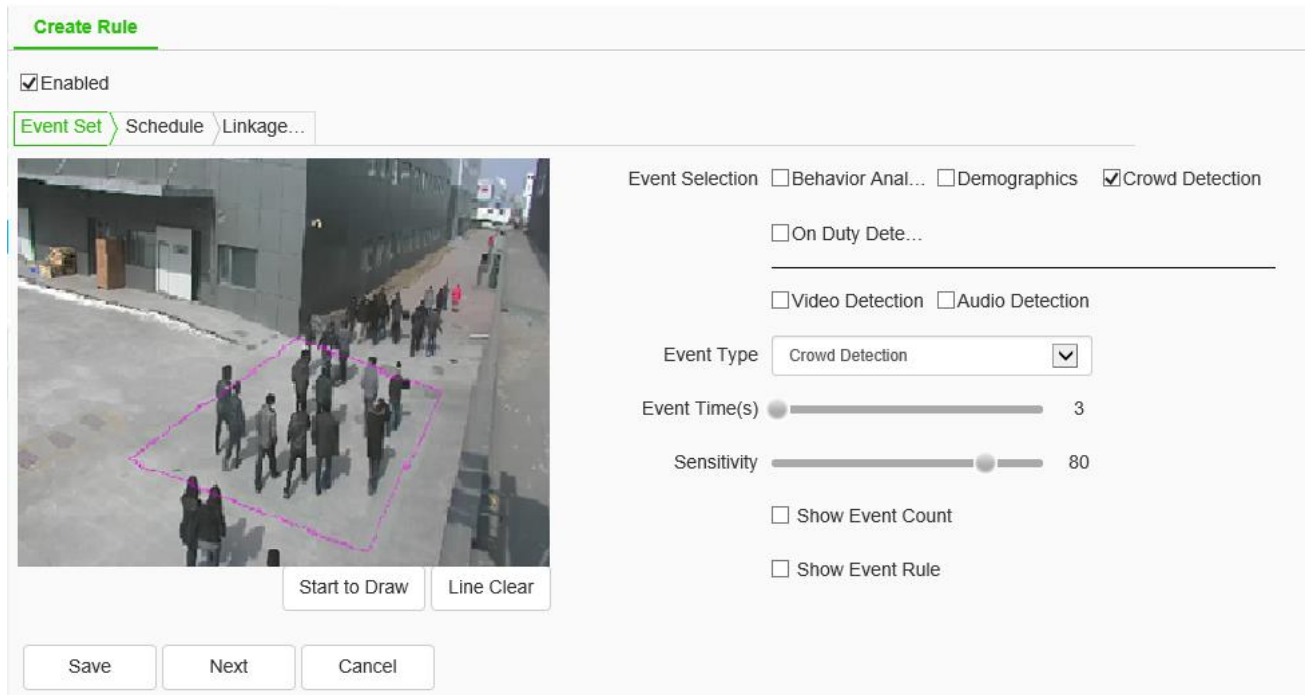 Create Rule
Enabled
Event Set Schedule Linkage...
Event Selection Behavior Anal... Demographics Crowd Detection
On Duty Dete...
Video Detection Audio Detection
Event Type Crowd Detection
Event Time(s) 3
Sensitivity 80
Show Event Count
Show Event Rule
Start to Draw Line Clear
Save Next Cancel